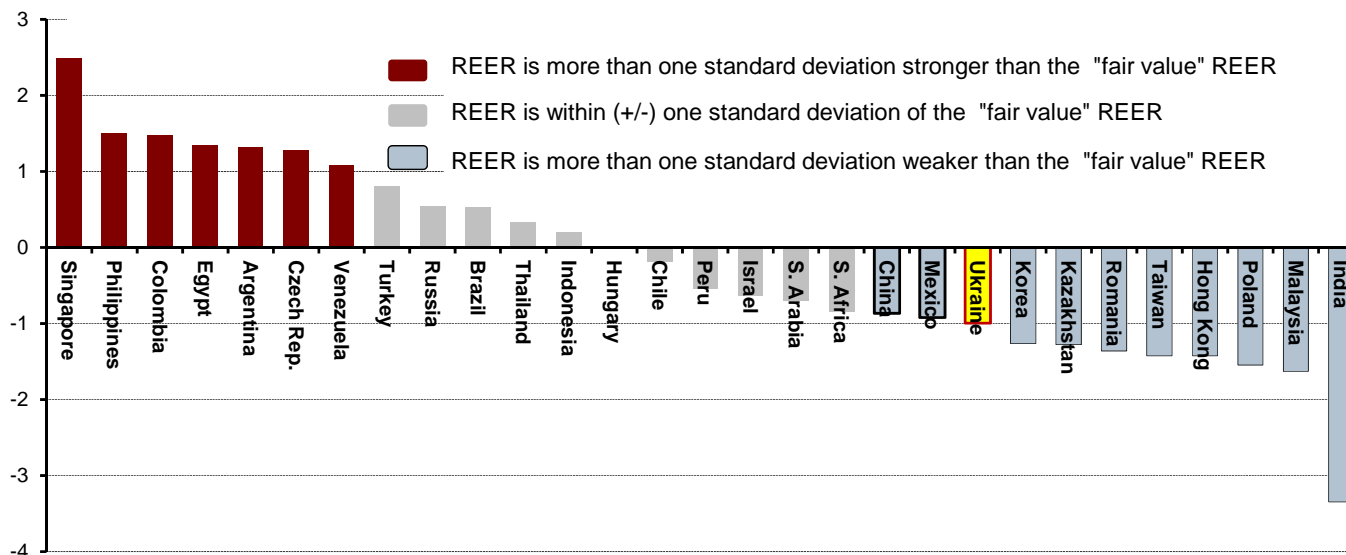 3
2
1
0
-1
-2
-3
-4
REER is more than one standard deviation stronger than the "fair value" REER
REER is within (+/-) one standard deviation of the "fair value" REER
REER is more than one standard deviation weaker than the "fair value" REER
Singapore
Philippines
Colombia
Egypt
Argentina
Czech Rep.
Venezuela
Turkey
Russia
Brazil
Thailand
Indonesia
Hungary
Chile
Peru
Israel
S. Arabia
S. Africa
China
Mexico
Ukraine
Korea
Kazakhstan
Romania
Taiwan
Hong Kong
Poland
Malaysia
India